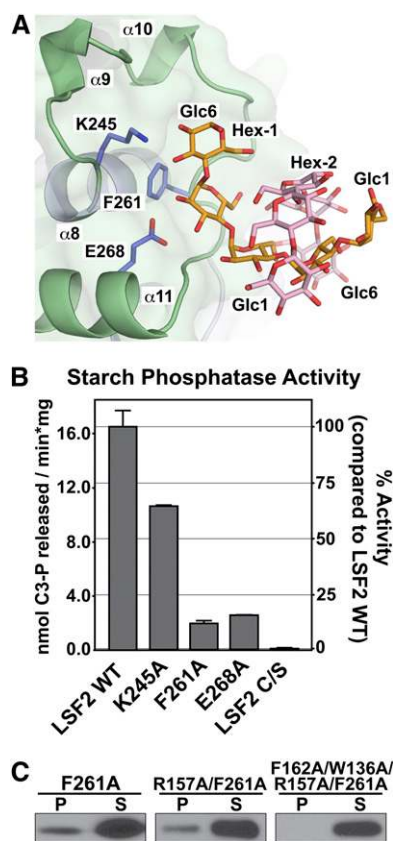 A
α10
α9
Glc6
K245
Hex-1
Hex-2
Glc1
F261
α8
E268
α11
Glc1
Glc6
B
Starch Phosphatase Activity
nmol C3-P released / min*mg
16.0
12.0
8.0
4.0
0.0
100
75
50
25
0
% Activity
(compared to LSF2 WT)
LSF2 WT
K245A
F261A
E268A
LSF2 C/S
C
F261A
R157A/F261A
F162A/W136A/
R157A/F261A
P S P S P S